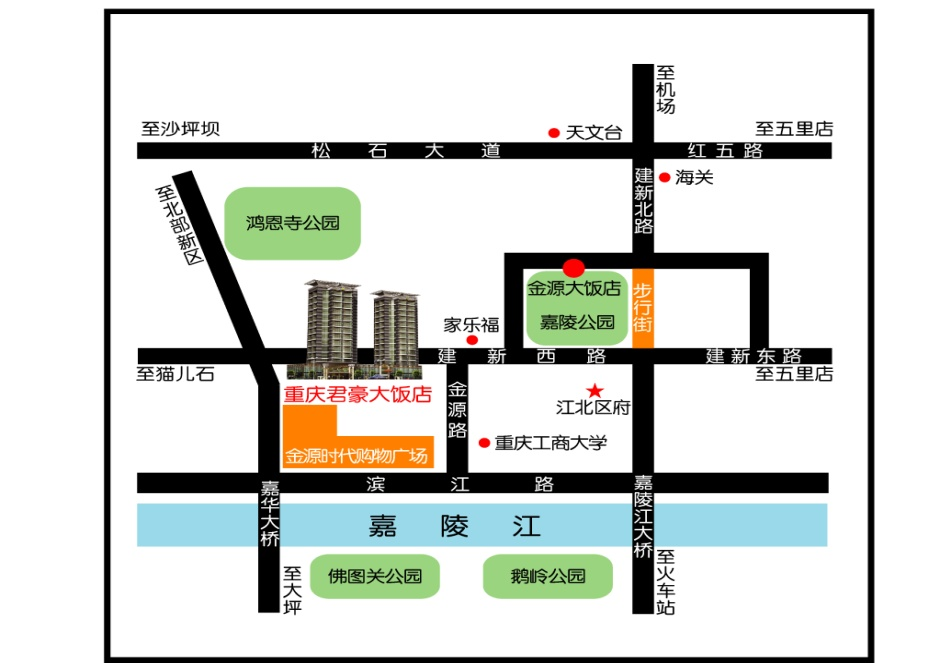 至机场
至沙坪坝
天文台
至五里店
松石大道
红五路
建新北路
海关
至北部新区
鸿恩寺公园
金源大饭店
步行街
嘉陵公园
家乐福
建新西路
建新东路
至猫儿石
至五里店
重庆君豪大饭店
金源路
江北区府
重庆工商大学
金源时代购物广场
滨江路
嘉华大桥
嘉陵江大桥
嘉陵江
至大坪
佛图关公园
鹅岭公园
至火车站